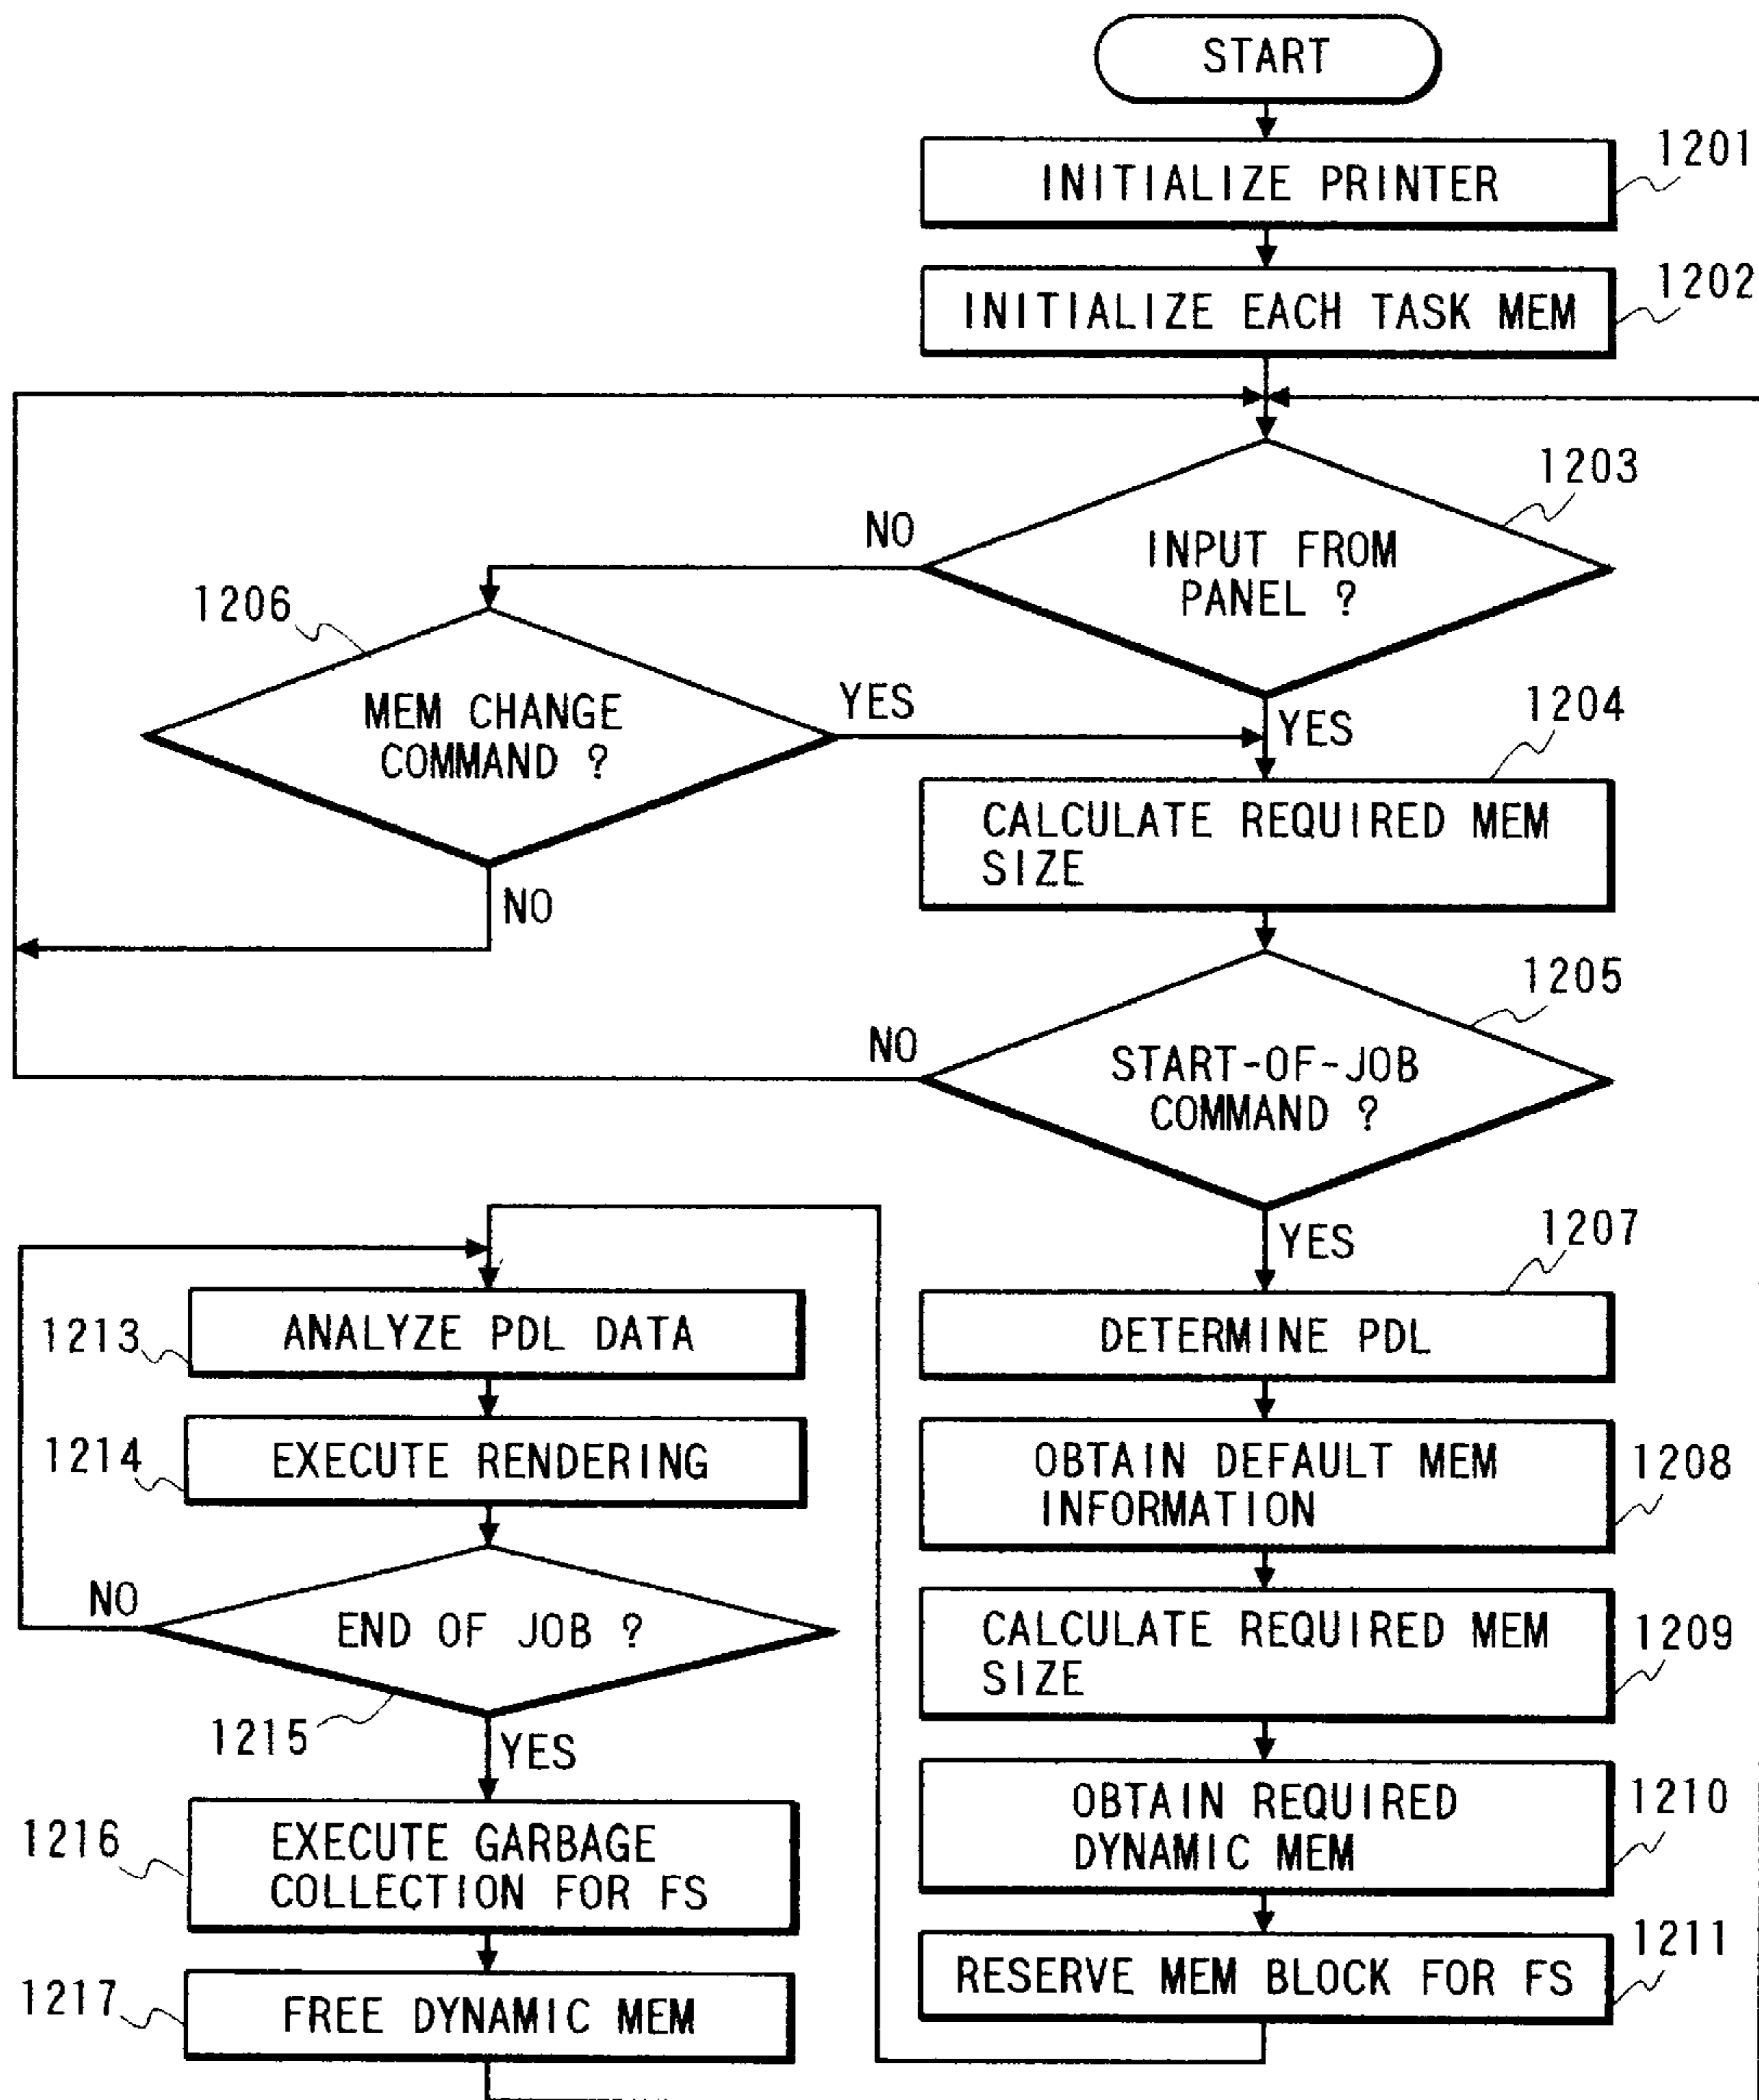 START
INITIALIZE PRINTER
1201
INITIALIZE EACH TASK MEM
1202
INPUT FROM
PANEL ?
1203
NO
YES
1206
MEM CHANGE
COMMAND ?
YES
NO
1204
CALCULATE REQUIRED MEM
SIZE
1205
START-OF-JOB
COMMAND ?
NO
YES
1207
DETERMINE PDL
OBTAIN DEFAULT MEM
INFORMATION
1208
CALCULATE REQUIRED MEM
SIZE
1209
OBTAIN REQUIRED
DYNAMIC MEM
1210
RESERVE MEM BLOCK FOR FS
1211
1213
ANALYZE PDL DATA
1214
EXECUTE RENDERING
NO
END OF JOB ?
1215
YES
1216
EXECUTE GARBAGE
COLLECTION FOR FS
1217
FREE DYNAMIC MEM